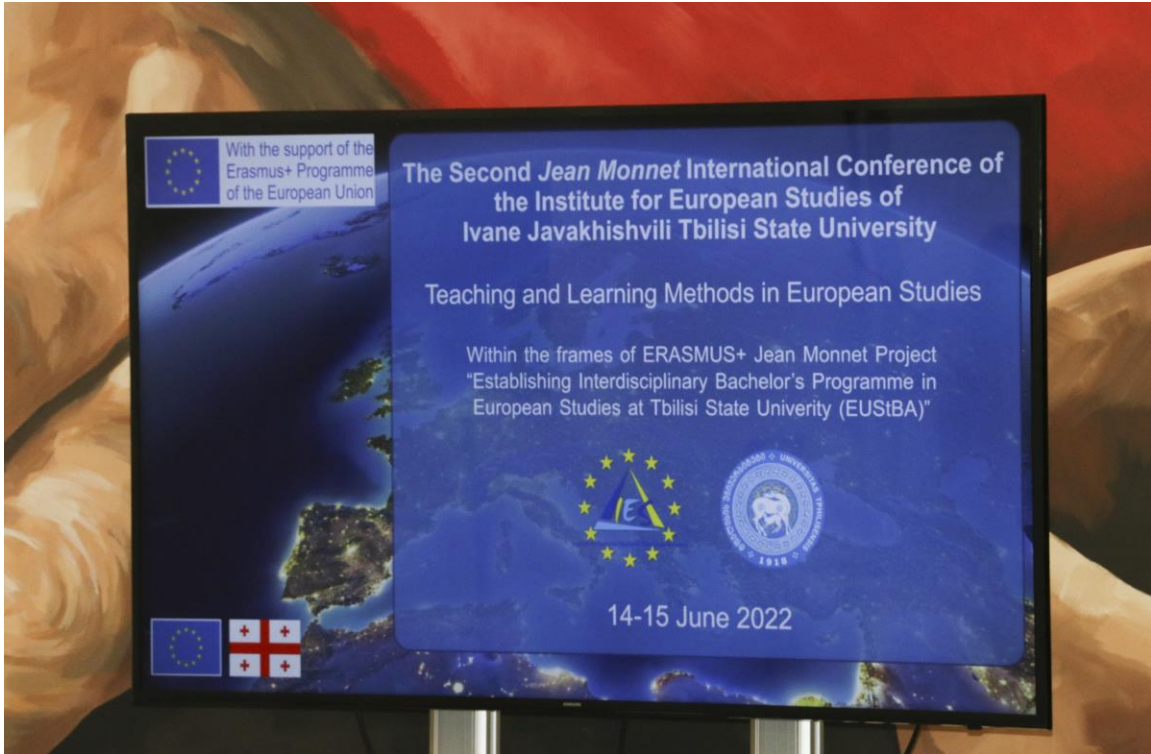 With the support of the
Erasmus+ Programme
of the European Union
The Second Jean Monnet International Conference of
the Institute for European Studies of
Ivane Javakhishvili Tbilisi State University
Teaching and Learning Methods in European Studies
Within the frames of ERASMUS+ Jean Monnet Project
“Establishing Interdisciplinary Bachelor’s Programme in
European Studies at Tbilisi State Univerity (EUStBA)”
IES
1918
14-15 June 2022
SAMSUNG